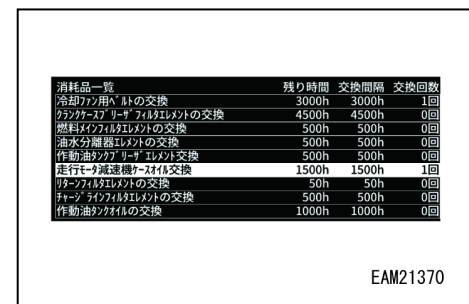 消耗品一覧 残り時間 交換間隔 交換回数
冷却ﾌｧﾝ用ﾍﾞﾙﾄの交換 3000h 3000h 1回
ｸﾗﾝｸｹｰｽﾌﾞﾘｰｻﾞﾌｨﾙﾀｴﾚﾒﾝﾄの交換 4500h 4500h 0回
燃料ﾒｲﾝﾌｨﾙﾀｴﾚﾒﾝﾄの交換 500h 500h 0回
油水分離器ｴﾚﾒﾝﾄの交換 500h 500h 0回
作動油ﾀﾝｸﾌﾞﾘｰｻﾞｴﾚﾒﾝﾄ交換 500h 500h 0回
走行ﾓｰﾀ減速機ｹｰｽｵｲﾙ交換 1500h 1500h 1回
ﾘﾀｰﾝﾌｨﾙﾀｴﾚﾒﾝﾄの交換 50h 50h 0回
ﾁｬｰｼﾞﾗｲﾝﾌｨﾙﾀｴﾚﾒﾝﾄの交換 500h 500h 0回
作動油ﾀﾝｸｵｲﾙの交換 1000h 1000h 0回
EAM21370